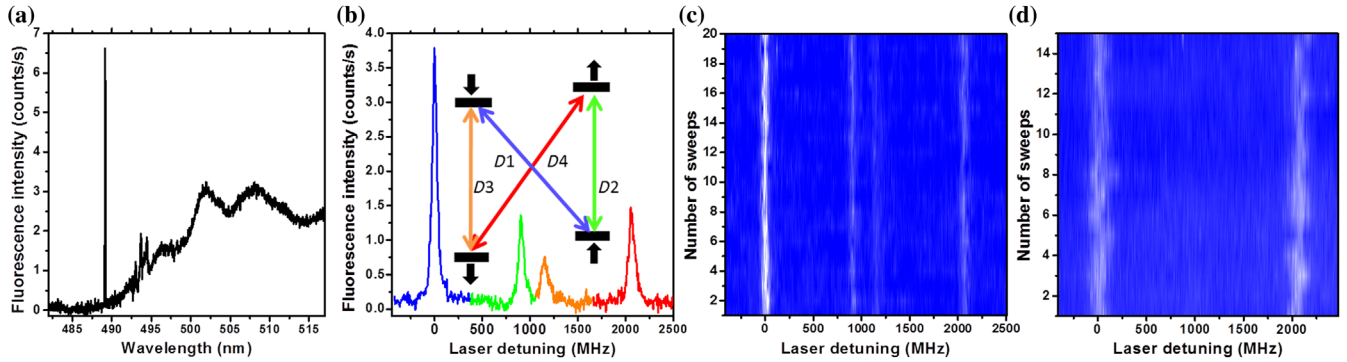 (a)
Fluorescence intensity (counts/s)
7
6
5
4
3
2
1
0
485 490 495 500 505 510 515
Wavelength (nm)
(b)
Fluorescence intensity (counts/s)
4.0
3.0
2.0
1.5
1.0
0.5
0.0
D1 D4
D3 D2
0 500 1000 1500 2000 2500
Laser detuning (MHz)
(c)
Number of sweeps
20
18
16
14
12
10
8
6
4
2
0 500 1000 1500 2000 2500
Laser detuning (MHz)
(d)
Number of sweeps
14
12
10
8
6
4
2
0 500 1000 1500 2000
Laser detuning (MHz)